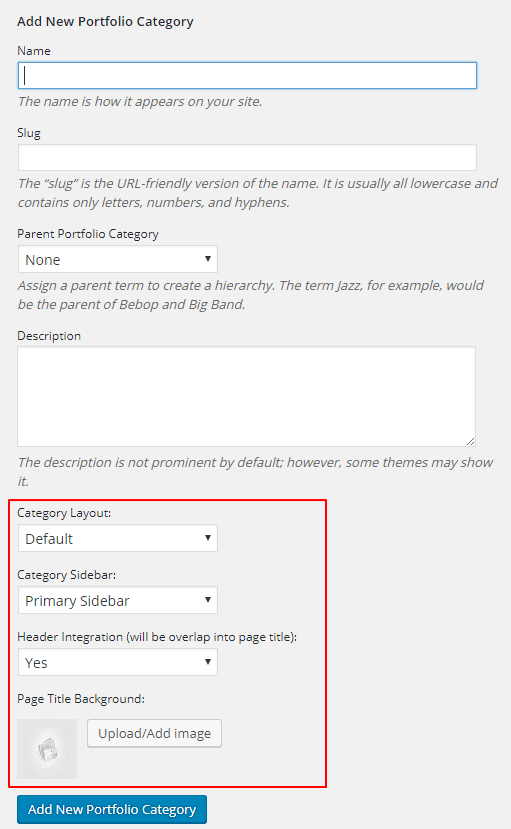 Add New Portfolio Category
Name
The name is how it appears on your site.
Slug
The “slug” is the URL-friendly version of the name. It is usually all lowercase and
contains only letters, numbers, and hyphens.
Parent Portfolio Category
None
Assign a parent term to create a hierarchy. The term Jazz, for example, would
be the parent of Bebop and Big Band.
Description
The description is not prominent by default; however, some themes may show
it.
Category Layout:
Default
Category Sidebar:
Primary Sidebar
Header Integration (will be overlap into page title):
Yes
Page Title Background:
Upload/Add image
Add New Portfolio Category